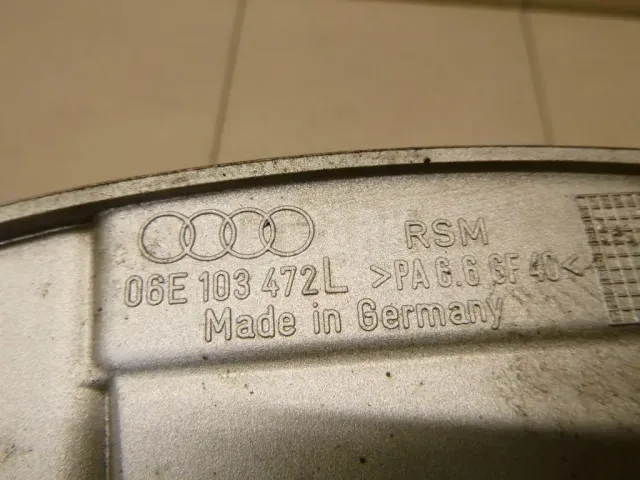 RSM
06E 103 472L >PA 6.6 GF 40<
Made in Germany